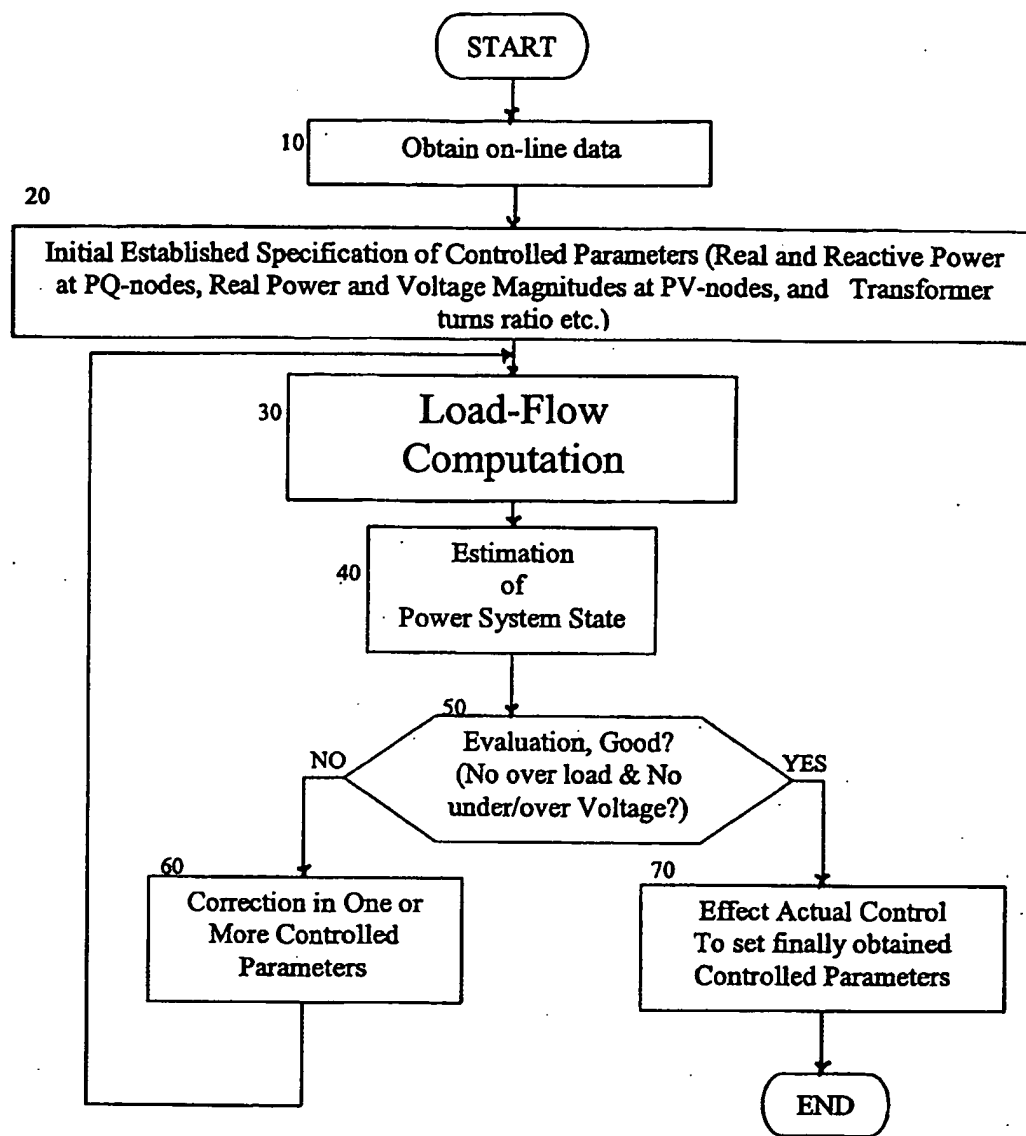 START
10
Obtain on-line data
20
Initial Established Specification of Controlled Parameters (Real and Reactive Power
at PQ-nodes, Real Power and Voltage Magnitudes at PV-nodes, and Transformer
turns ratio etc.)
30
Load-Flow
Computation
40
Estimation
of
Power System State
50
Evaluation, Good?
(No over load & No
under/over Voltage?)
NO
YES
60
Correction in One or
More Controlled
Parameters
70
Effect Actual Control
To set finally obtained
Controlled Parameters
END